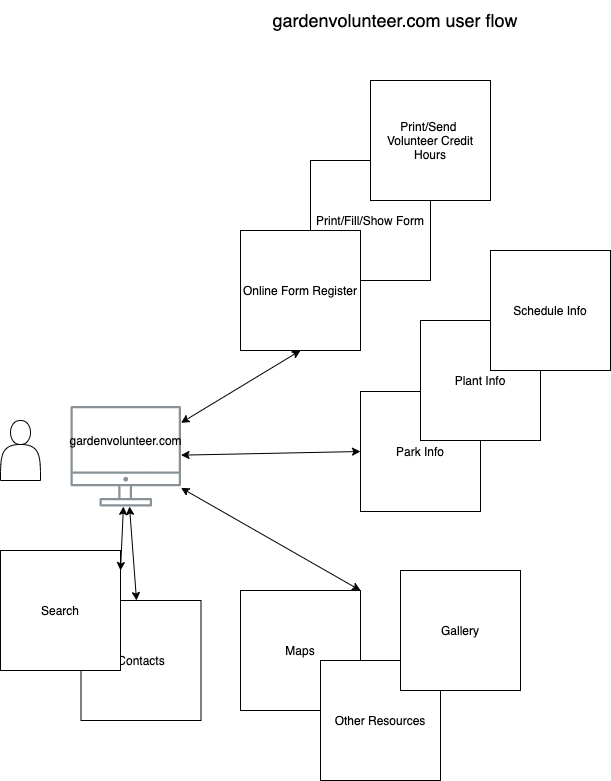 gardenvolunteer.com user flow
Print/Send
Volunteer Credit
Hours
Print/Fill/Show Form
Online Form Register
Schedule Info
Plant Info
gardenvolunteer.com
Park Info
Search
Contacts
Maps
Gallery
Other Resources